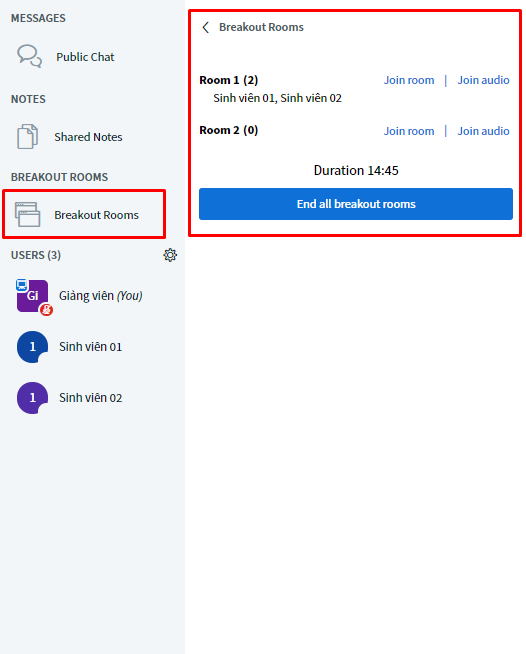 MESSAGES
Public Chat
NOTES
Shared Notes
BREAKOUT ROOMS
Breakout Rooms
USERS (3)
Gi
Giảng viên (You)
1
Sinh viên 01
1
Sinh viên 02
Breakout Rooms
Room 1 (2) Join room | Join audio
Sinh viên 01, Sinh viên 02
Room 2 (0) Join room | Join audio
Duration 14:45
End all breakout rooms